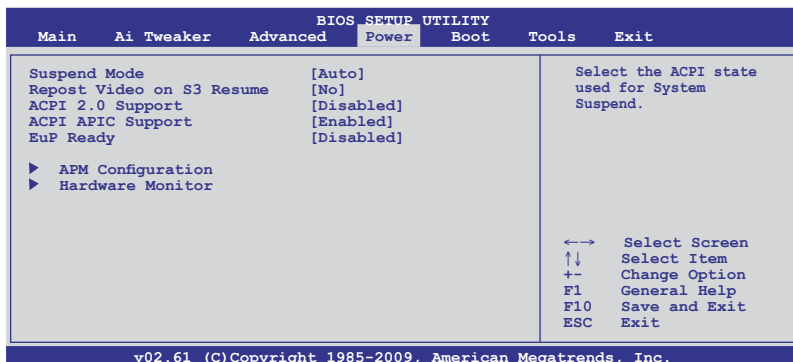 BIOS SETUP UTILITY
Main Ai Tweaker Advanced Power Boot Tools Exit
Suspend Mode [Auto]
Repost Video on S3 Resume [No]
ACPI 2.0 Support [Disabled]
ACPI APIC Support [Enabled]
EuP Ready [Disabled]
▶ APM Configuration
▶ Hardware Monitor
Select the ACPI state
used for System
Suspend.
←→ Select Screen
↑↓ Select Item
+- Change Option
F1 General Help
F10 Save and Exit
ESC Exit
v02.61 (C)Copyright 1985-2009, American Megatrends, Inc.